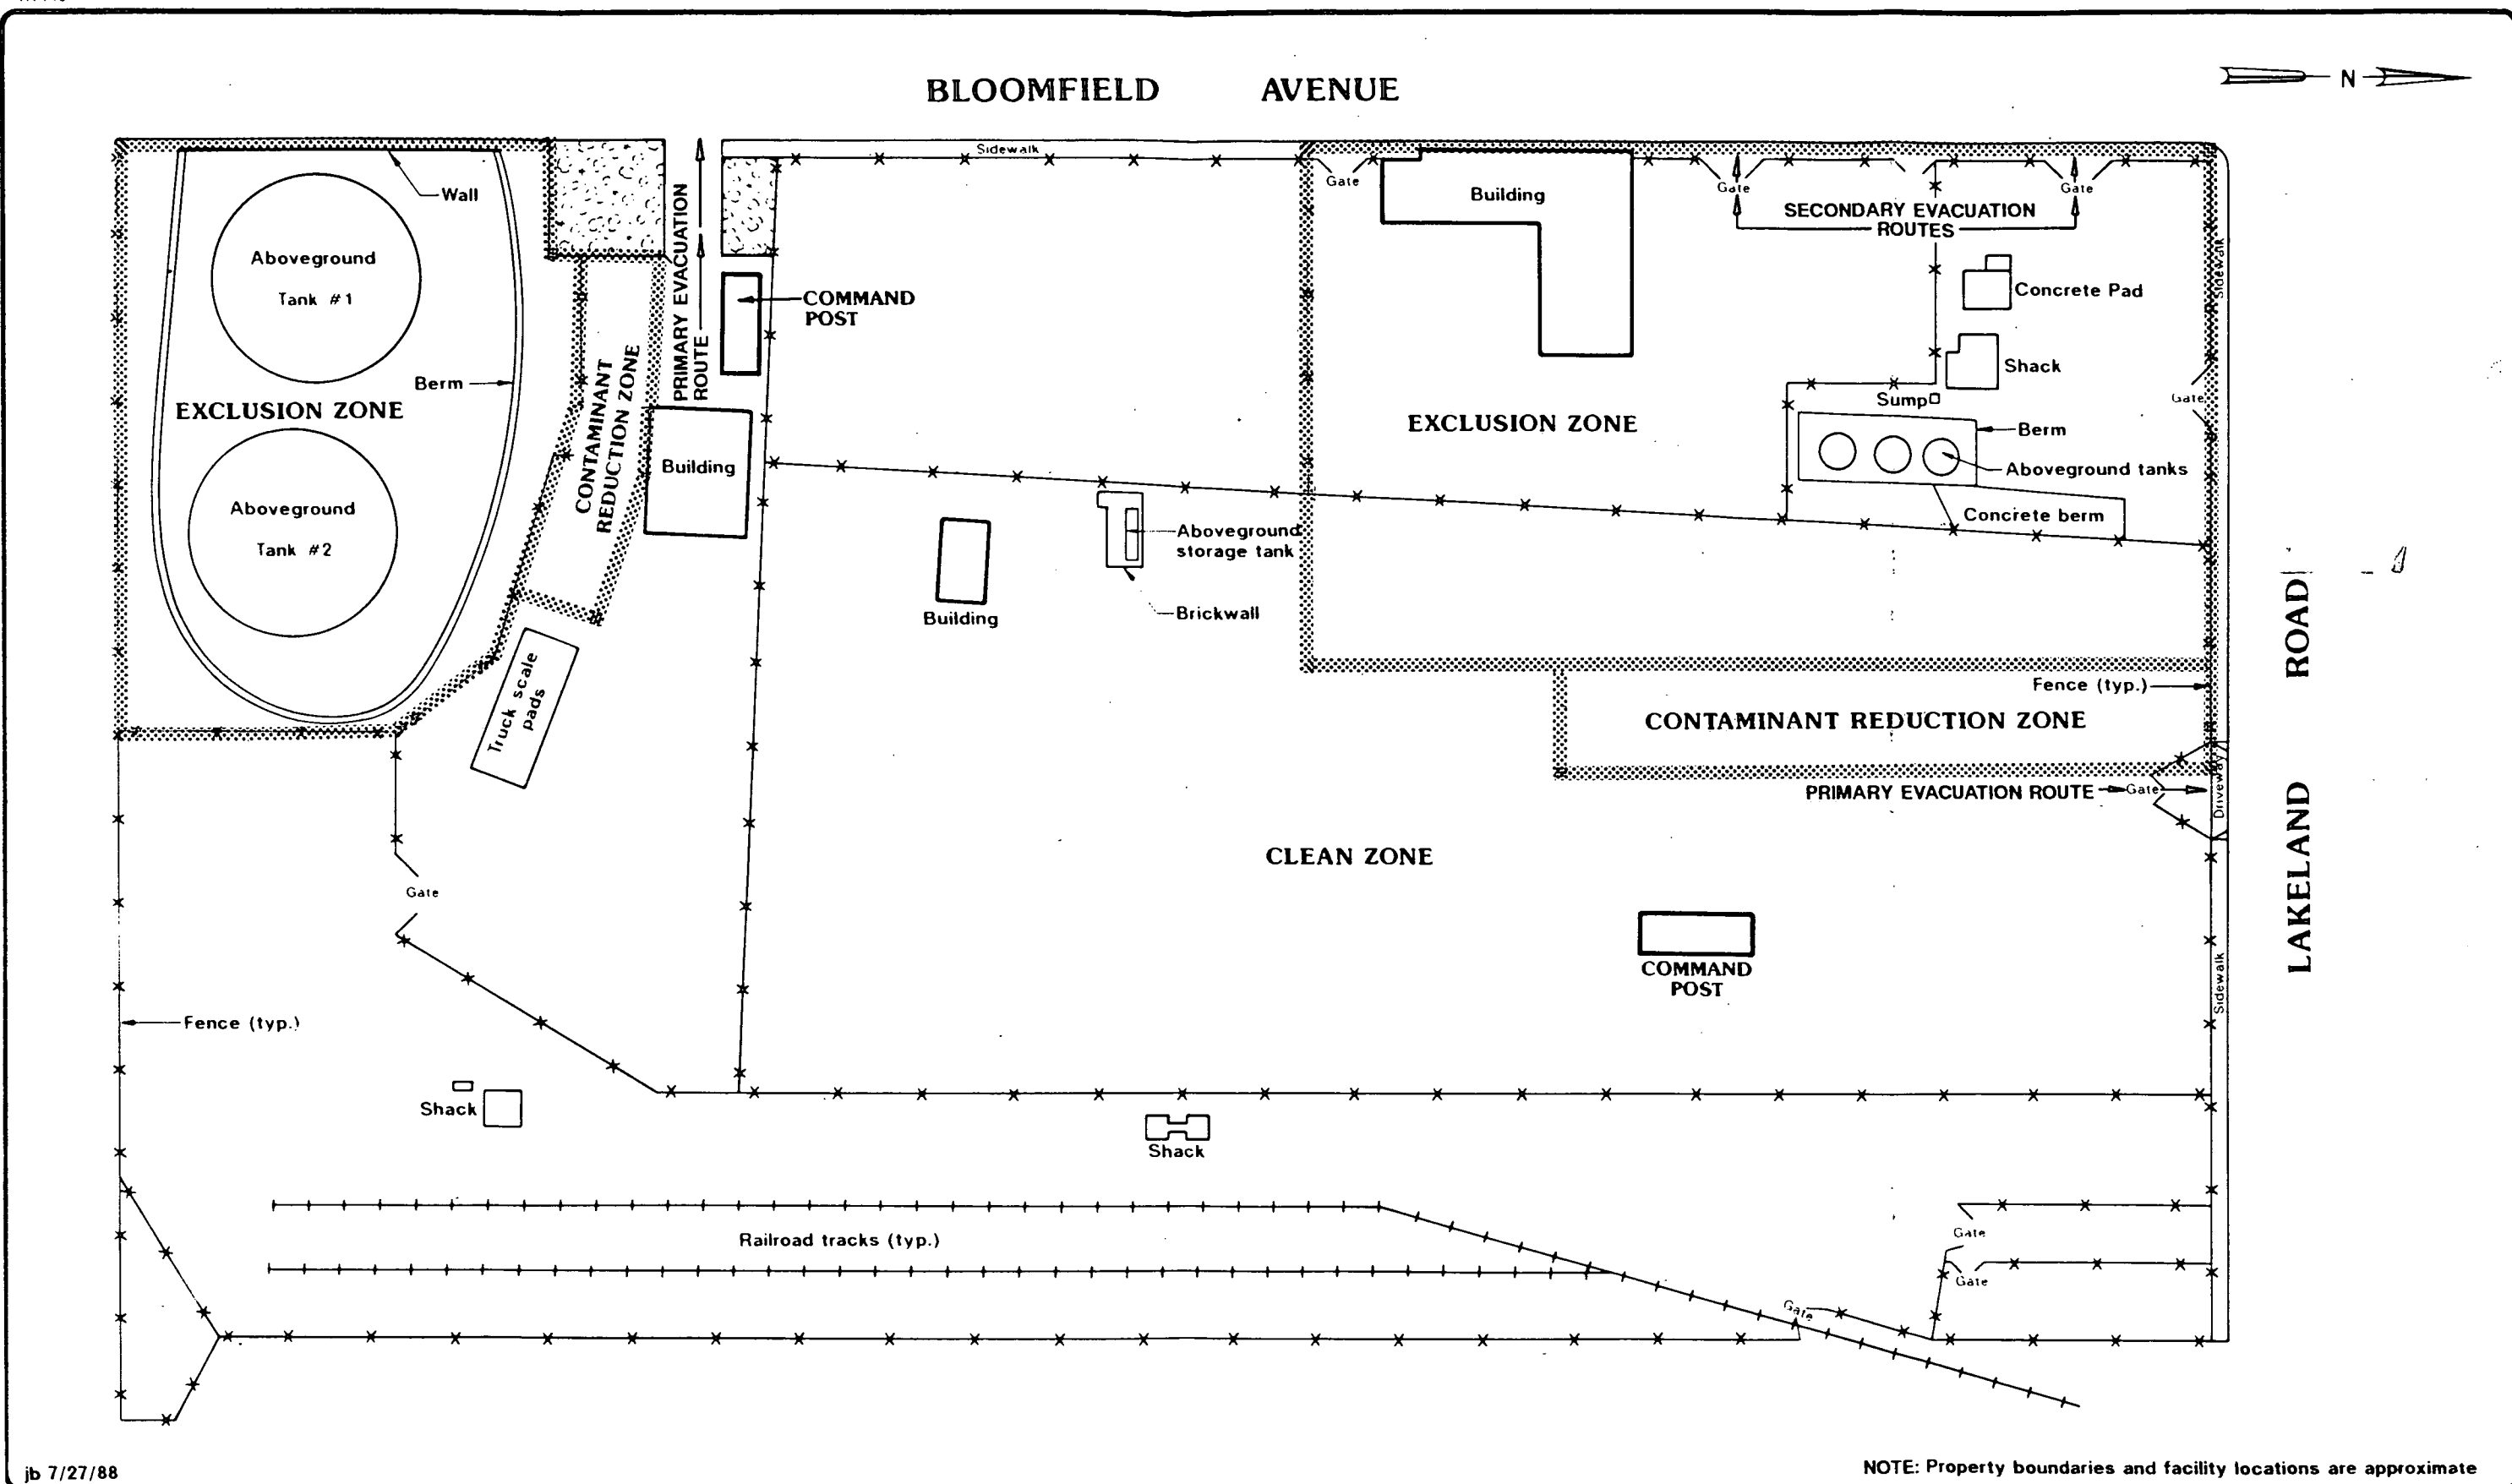 BLOOMFIELD AVENUE
N
Sidewalk
Wall
Gate
Building
Gate
Gate
SECONDARY EVACUATION
ROUTES
Sidewalk
Aboveground
Tank #1
PRIMARY EVACUATION
ROUTE
COMMAND
POST
Concrete Pad
Shack
Berm
CONTAMINANT
REDUCTION ZONE
EXCLUSION ZONE
EXCLUSION ZONE
Sump
Gate
Berm
Building
Aboveground tanks
Aboveground
Tank #2
Concrete berm
Aboveground
storage tank
Building
Brickwall
LAKELAND ROAD
Truck scale
pads
Fence (typ.)
CONTAMINANT REDUCTION ZONE
PRIMARY EVACUATION ROUTE
Gate
Driveway
CLEAN ZONE
Gate
COMMAND
POST
Sidewalk
Fence (typ.)
Shack
Shack
Railroad tracks (typ.)
Gate
Gate
Gate
jb 7/27/88
NOTE: Property boundaries and facility locations are approximate